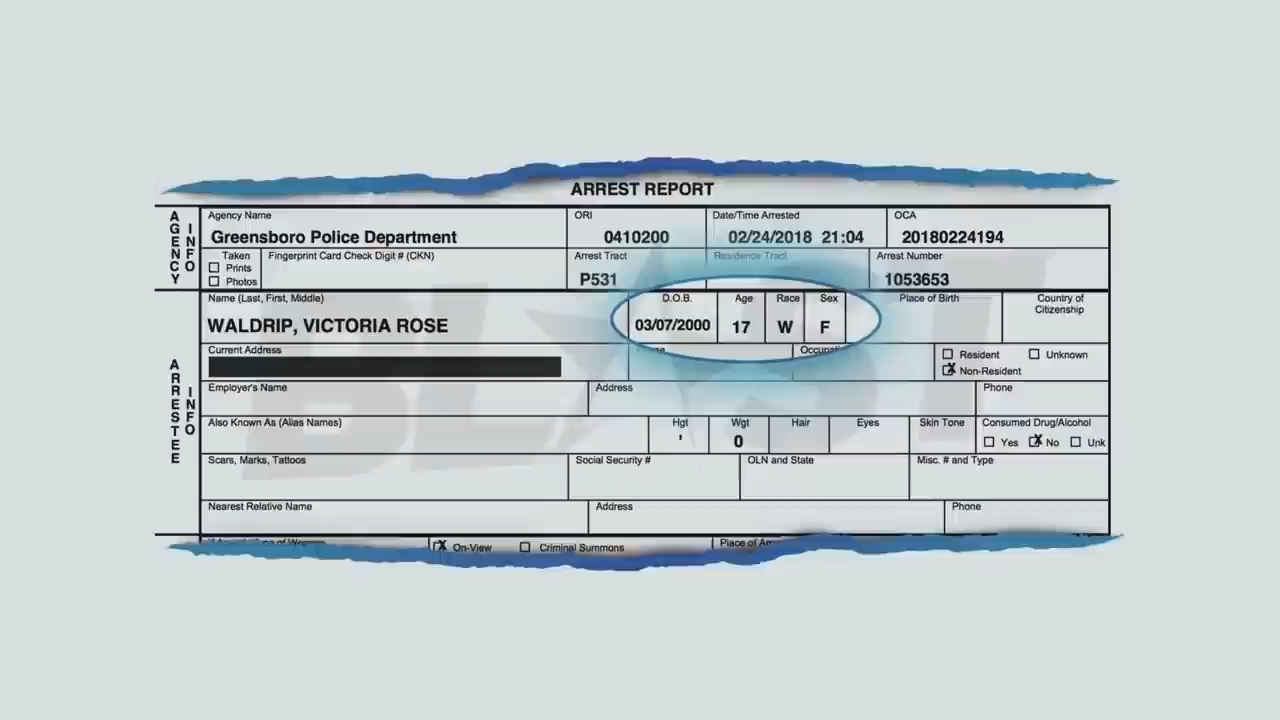 ARREST REPORT
AGENCY INFO
Agency Name ORI Date/Time Arrested OCA
Greensboro Police Department 0410200 02/24/2018 21:04 20180224194
Taken Fingerprint Card Check Digit # (CKN) Arrest Tract Residence Tract Arrest Number
Prints
Photos P531 1053653
ARRESTEE INFO
Name (Last, First, Middle) D.O.B. Age Race Sex Place of Birth Country of Citizenship
WALDRIP, VICTORIA ROSE 03/07/2000 17 W F
Current Address Resident Unknown
X Non-Resident
Employer's Name Address Phone
Also Known As (Alias Names) Hgt Wgt Hair Eyes Skin Tone Consumed Drug/Alcohol
' 0 Yes X No Unk
Scars, Marks, Tattoos Social Security # OLN and State Misc. # and Type
Nearest Relative Name Address Phone
X On-View Criminal Summons Place of
BLAST